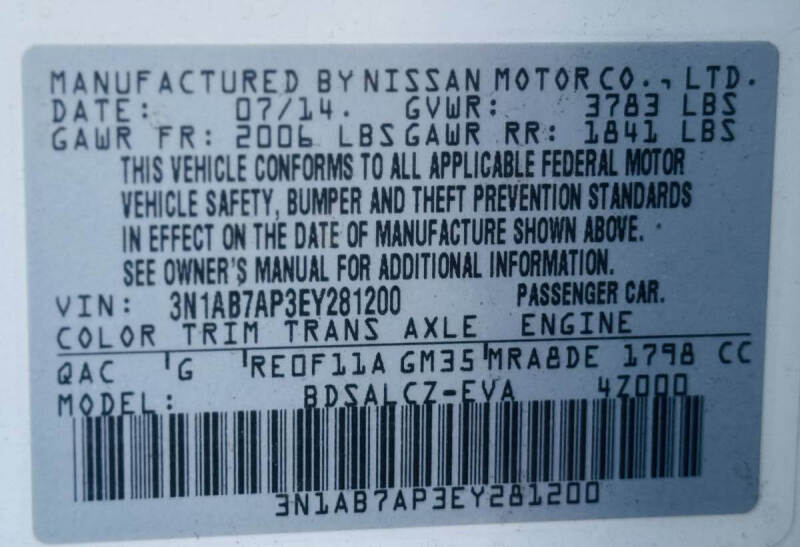 MANUFACTURED BY NISSAN MOTOR CO., LTD.
DATE: 07/14. GVWR: 3783 LBS
GAWR FR: 2006 LBS GAWR RR: 1841 LBS
THIS VEHICLE CONFORMS TO ALL APPLICABLE FEDERAL MOTOR
VEHICLE SAFETY, BUMPER AND THEFT PREVENTION STANDARDS
IN EFFECT ON THE DATE OF MANUFACTURE SHOWN ABOVE.
SEE OWNER'S MANUAL FOR ADDITIONAL INFORMATION.
VIN: 3N1AB7AP3EY281200 PASSENGER CAR.
COLOR TRIM TRANS AXLE ENGINE
QAC G RE0F11A GM35 MRA8DE 1798 CC
MODEL: BDSALCZ-EVA 4Z000
3N1AB7AP3EY281200